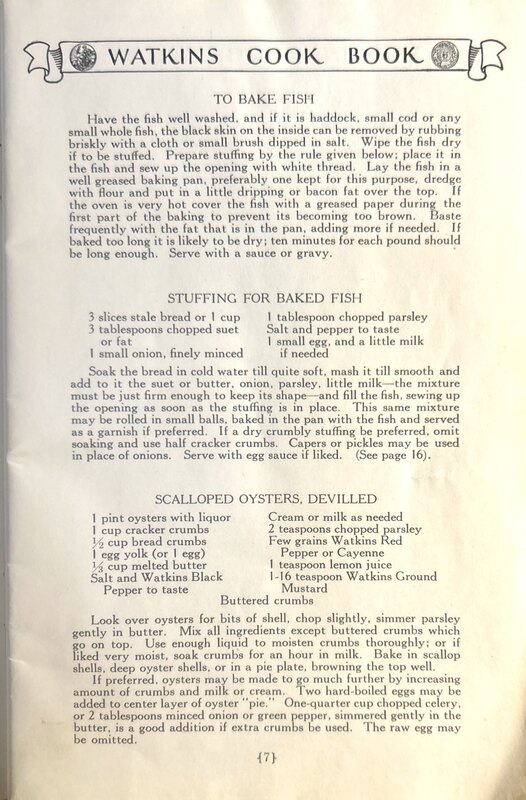 WATKINS COOK BOOK
TO BAKE FISH
Have the fish well washed, and if it is haddock, small cod or any
small whole fish, the black skin on the inside can be removed by rubbing
briskly with a cloth or small brush dipped in salt. Wipe the fish dry
if to be stuffed. Prepare stuffing by the rule given below; place it in
the fish and sew up the opening with white thread. Lay the fish in a
well greased baking pan, preferably one kept for this purpose, dredge
with flour and put in a little dripping or bacon fat over the top. If
the oven is very hot cover the fish with a greased paper during the
first part of the baking to prevent its becoming too brown. Baste
frequently with the fat that is in the pan, adding more if needed. If
baked too long it is likely to be dry; ten minutes for each pound should
be long enough. Serve with a sauce or gravy.
STUFFING FOR BAKED FISH
3 slices stale bread or 1 cup
3 tablespoons chopped suet
or fat
1 small onion, finely minced
1 tablespoon chopped parsley
Salt and pepper to taste
1 small egg, and a little milk
if needed
Soak the bread in cold water till quite soft, mash it till smooth and
add to it the suet or butter, onion, parsley, little milk—the mixture
must be just firm enough to keep its shape—and fill the fish, sewing up
the opening as soon as the stuffing is in place. This same mixture
may be rolled in small balls, baked in the pan with the fish and served
as a garnish if preferred. If a dry crumbly stuffing be preferred, omit
soaking and use half cracker crumbs. Capers or pickles may be used
in place of onions. Serve with egg sauce if liked. (See page 16).
SCALLOPED OYSTERS, DEVILLED
1 pint oysters with liquor
1 cup cracker crumbs
½ cup bread crumbs
1 egg yolk (or 1 egg)
⅓ cup melted butter
Salt and Watkins Black
Pepper to taste
Cream or milk as needed
2 teaspoons chopped parsley
Few grains Watkins Red
Pepper or Cayenne
1 teaspoon lemon juice
1-16 teaspoon Watkins Ground
Mustard
Buttered crumbs
Look over oysters for bits of shell, chop slightly, simmer parsley
gently in butter. Mix all ingredients except buttered crumbs which
go on top. Use enough liquid to moisten crumbs thoroughly; or if
liked very moist, soak crumbs for an hour in milk. Bake in scallop
shells, deep oyster shells, or in a pie plate, browning the top well.
If preferred, oysters may be made to go much further by increasing
amount of crumbs and milk or cream. Two hard-boiled eggs may be
added to center layer of oyster "pie." One-quarter cup chopped celery,
or 2 tablespoons minced onion or green pepper, simmered gently in the
butter, is a good addition if extra crumbs be used. The raw egg may
be omitted.
{7}